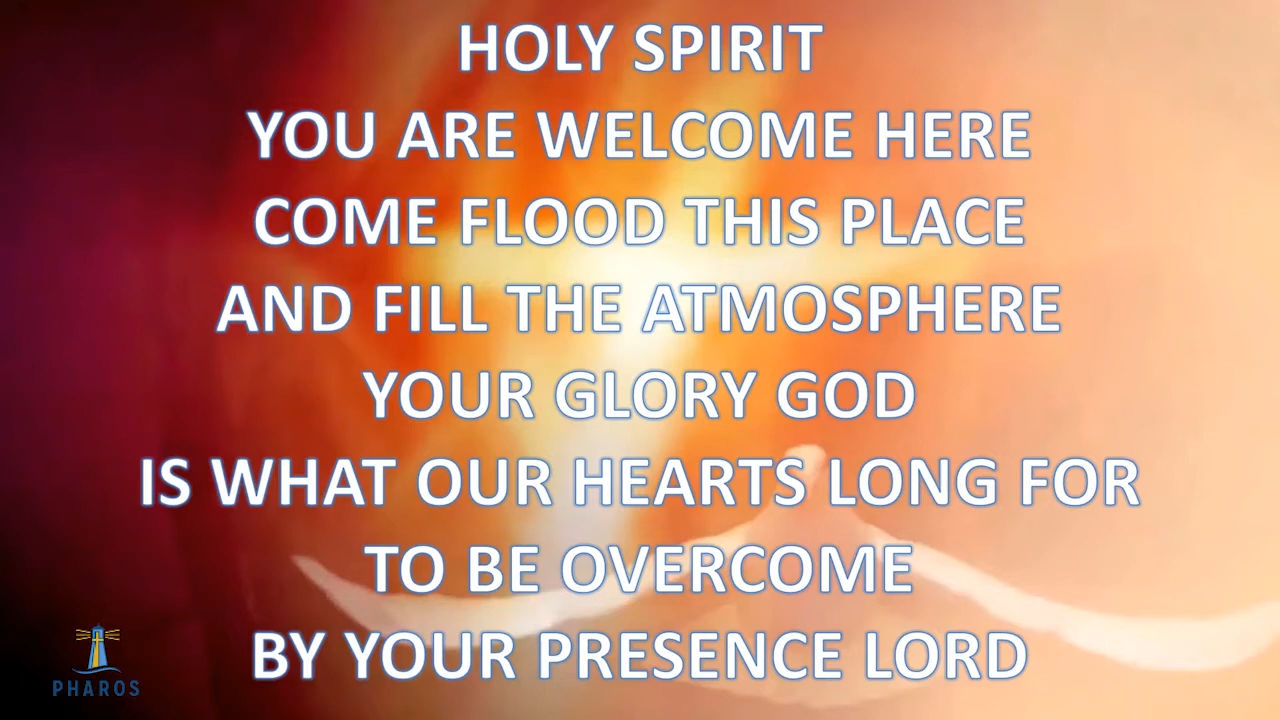 HOLY SPIRIT
YOU ARE WELCOME HERE
COME FLOOD THIS PLACE
AND FILL THE ATMOSPHERE
YOUR GLORY GOD
IS WHAT OUR HEARTS LONG FOR
TO BE OVERCOME
BY YOUR PRESENCE LORD
PHAROS